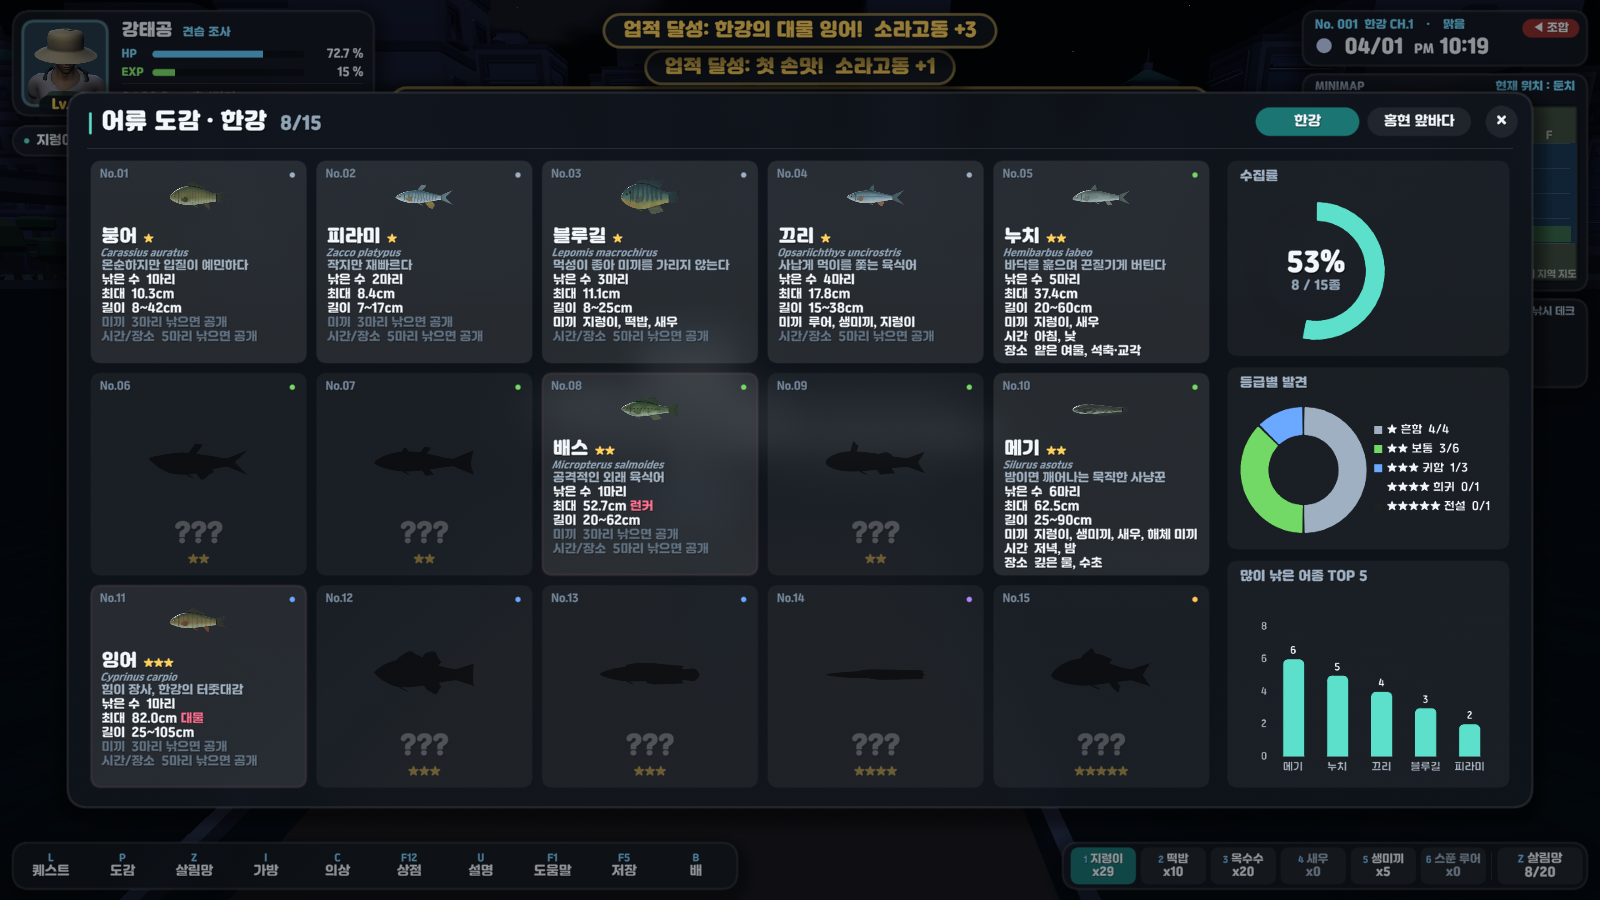 강태공 견습 조사
HP 72.7 %
EXP 15 %
Lv.
업적 달성: 한강의 대물 잉어! 소라고동 +3
업적 달성: 첫 손맛! 소라고동 +1
No. 001 한강 CH.1 · 맑음
04/01 PM 10:19
◀ 조합
MINIMAP 현재 위치 : 둔치
F
지역 지도
낚시 데크
어류 도감 · 한강 8/15
한강
홍현 앞바다
×
No.01
붕어 ★
Carassius auratus
온순하지만 입질이 예민하다
낚은 수 1마리
최대 10.3cm
길이 8~42cm
미끼 3마리 낚으면 공개
시간/장소 5마리 낚으면 공개
No.02
피라미 ★
Zacco platypus
작지만 재빠르다
낚은 수 2마리
최대 8.4cm
길이 7~17cm
미끼 3마리 낚으면 공개
시간/장소 5마리 낚으면 공개
No.03
블루길 ★
Lepomis macrochirus
먹성이 좋아 미끼를 가리지 않는다
낚은 수 3마리
최대 11.1cm
길이 8~25cm
미끼 지렁이, 떡밥, 새우
시간/장소 5마리 낚으면 공개
No.04
끄리 ★
Opsarlichthys uncirostris
사납게 먹이를 쫓는 육식어
낚은 수 4마리
최대 17.8cm
길이 15~38cm
미끼 루어, 생미끼, 지렁이
시간/장소 5마리 낚으면 공개
No.05
누치 ★★
Hemibarbus labeo
바닥을 훑으며 끈질기게 버틴다
낚은 수 5마리
최대 37.4cm
길이 20~60cm
미끼 지렁이, 새우
시간 아침, 낮
장소 얕은 여울, 석축·교각
No.06
???
★★
No.07
???
★★
No.08
배스 ★★
Micropterus salmoides
공격적인 외래 육식어
낚은 수 1마리
최대 52.7cm 런커
길이 20~62cm
미끼 3마리 낚으면 공개
시간/장소 5마리 낚으면 공개
No.09
???
★★
No.10
메기 ★★
Silurus asotus
밤이면 깨어나는 묵직한 사냥꾼
낚은 수 6마리
최대 62.5cm
길이 25~90cm
미끼 지렁이, 생미끼, 새우, 해체 미끼
시간 저녁, 밤
장소 깊은 물, 수초
No.11
잉어 ★★★
Cyprinus carpio
힘이 장사, 한강의 터줏대감
낚은 수 1마리
최대 82.0cm 대물
길이 25~105cm
미끼 3마리 낚으면 공개
시간/장소 5마리 낚으면 공개
No.12
???
★★★
No.13
???
★★★
No.14
???
★★★★
No.15
???
★★★★★
수집률
53%
8 / 15종
등급별 발견
★ 흔함 4/4
★★ 보통 3/6
★★★ 귀함 1/3
★★★★ 희귀 0/1
★★★★★ 전설 0/1
많이 낚은 어종 TOP 5
8
6
4
2
0
6
5
4
3
2
메기 누치 끄리 블루길 피라미
L 퀘스트
P 도감
Z 살림망
I 가방
C 의상
F12 상점
U 설명
F1 도움말
F5 저장
B 배
1 지렁이 x29
2 떡밥 x10
3 옥수수 x20
4 새우 x0
5 생미끼 x5
6 스푼 루어 x0
Z 살림망 8/20